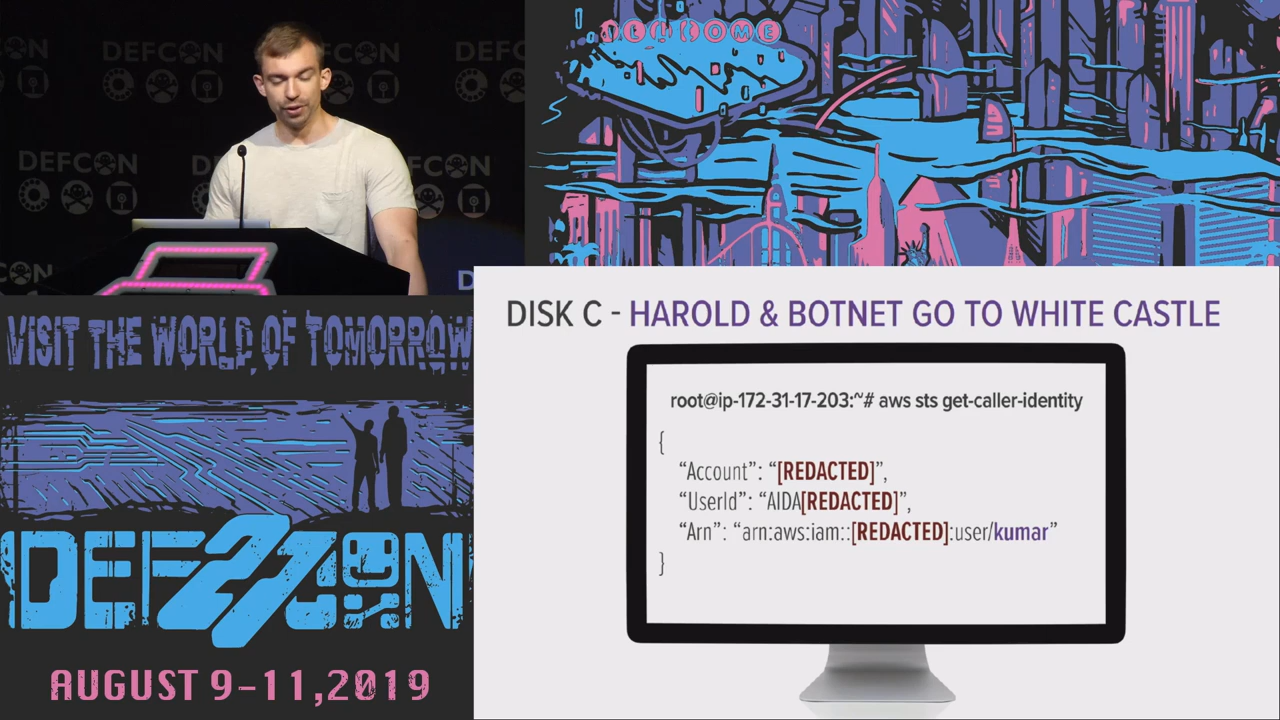 DEFCON
DEFCON
DEFCON
DEFCON
DEFCON
WELCOME
DISK C - HAROLD & BOTNET GO TO WHITE CASTLE
root@ip-172-31-17-203:~# aws sts get-caller-identity
{
“Account”: “[REDACTED]”,
“UserId”: “AIDA[REDACTED]”,
“Arn”: “arn:aws:iam::[REDACTED]:user/kumar”
}
VISIT THE WORLD OF TOMORROW
DEF27CON
AUGUST 9-11,2019